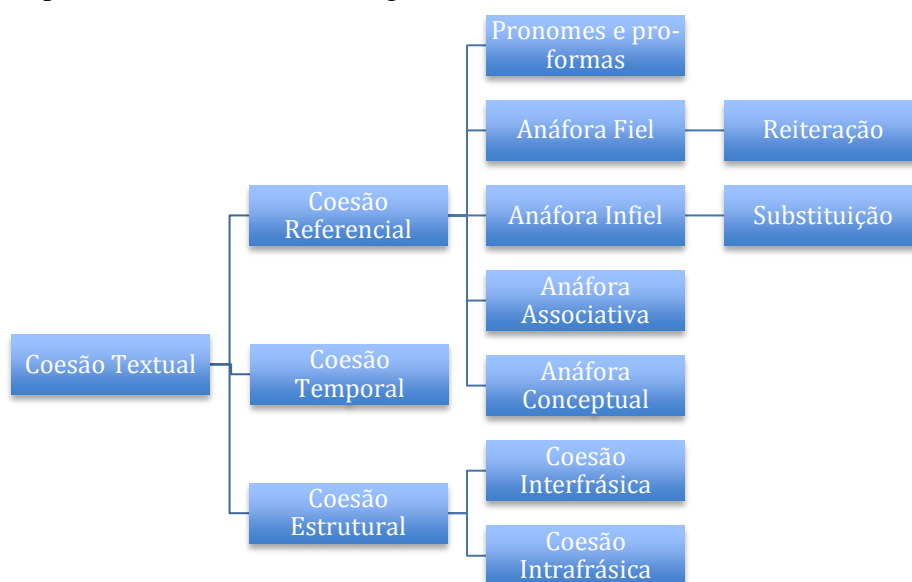 Pronomes e pro-
formas
Anáfora Fiel
Reiteração
Coesão
Referencial
Anáfora Infiel
Substituição
Anáfora
Associativa
Coesão Textual
Coesão
Temporal
Anáfora
Conceptual
Coesão
Interfrásica
Coesão
Estrutural
Coesão
Intrafrásica